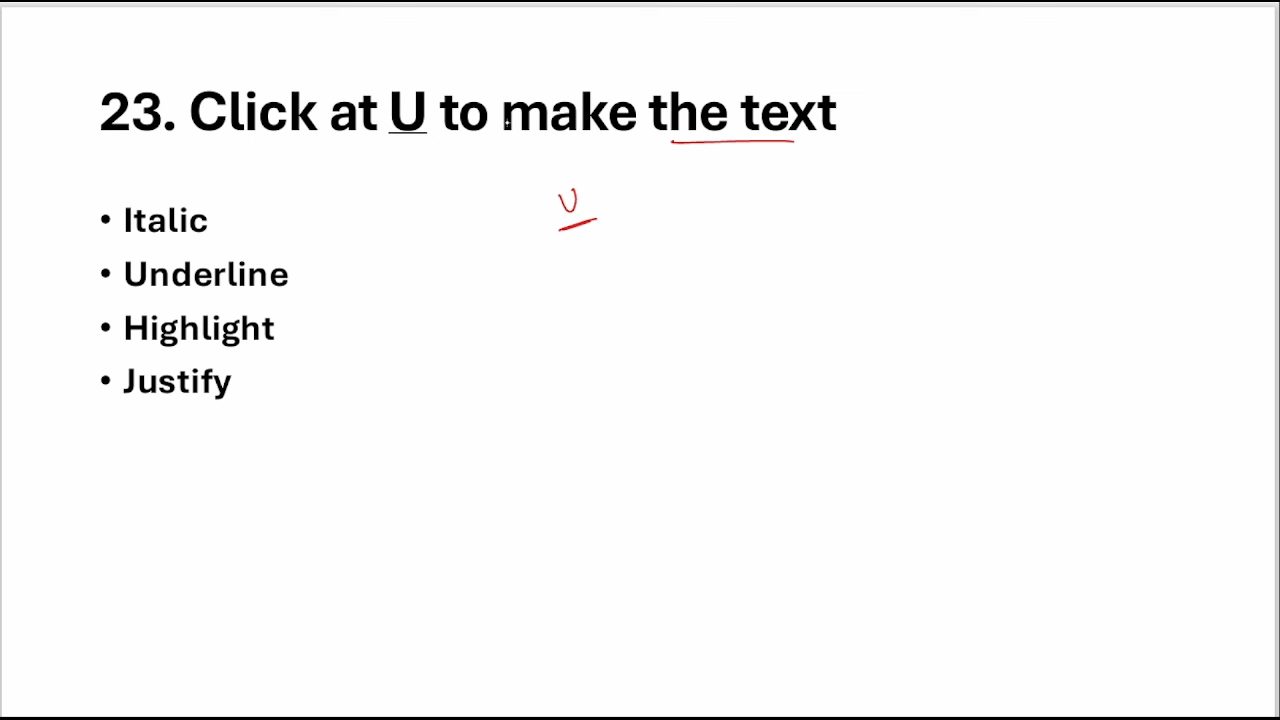 23. Click at U to make the text
U
• Italic
• Underline
• Highlight
• Justify